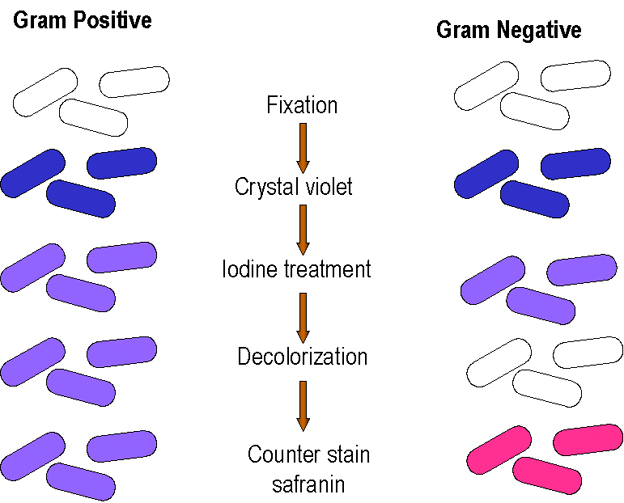 Gram Positive
Gram Negative
Fixation
Crystal violet
Iodine treatment
Decolorization
Counter stain
safranin